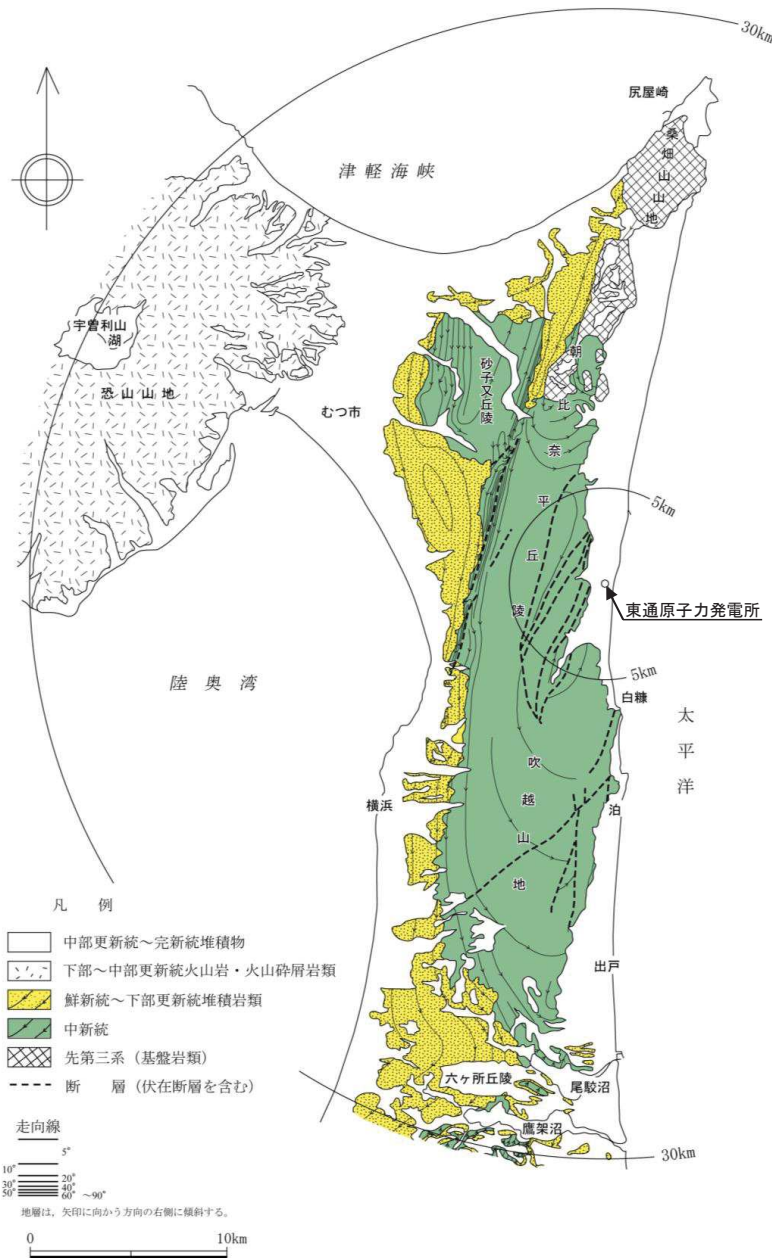 30km
尻屋崎
桑畑山山地
津軽海峡
宇曽利山湖
恐山山地
むつ市
砂子又丘陵
朝比奈平丘陵
5km
東通原子力発電所
5km
陸奥湾
白糠
太平洋
吹越山地
横浜
泊
出戸
六ヶ所丘陵
尾駮沼
鷹架沼
30km
凡例
中部更新統~完新統堆積物
下部~中部更新統火山岩・火山砕屑岩類
鮮新統~下部更新統堆積岩類
中新統
先第三系(基盤岩類)
断層(伏在断層を含む)
走向線
5°
10°
20°
30°
40°
50°
60° ~90°
地層は,矢印に向かう方向の右側に傾斜する。
0 10km